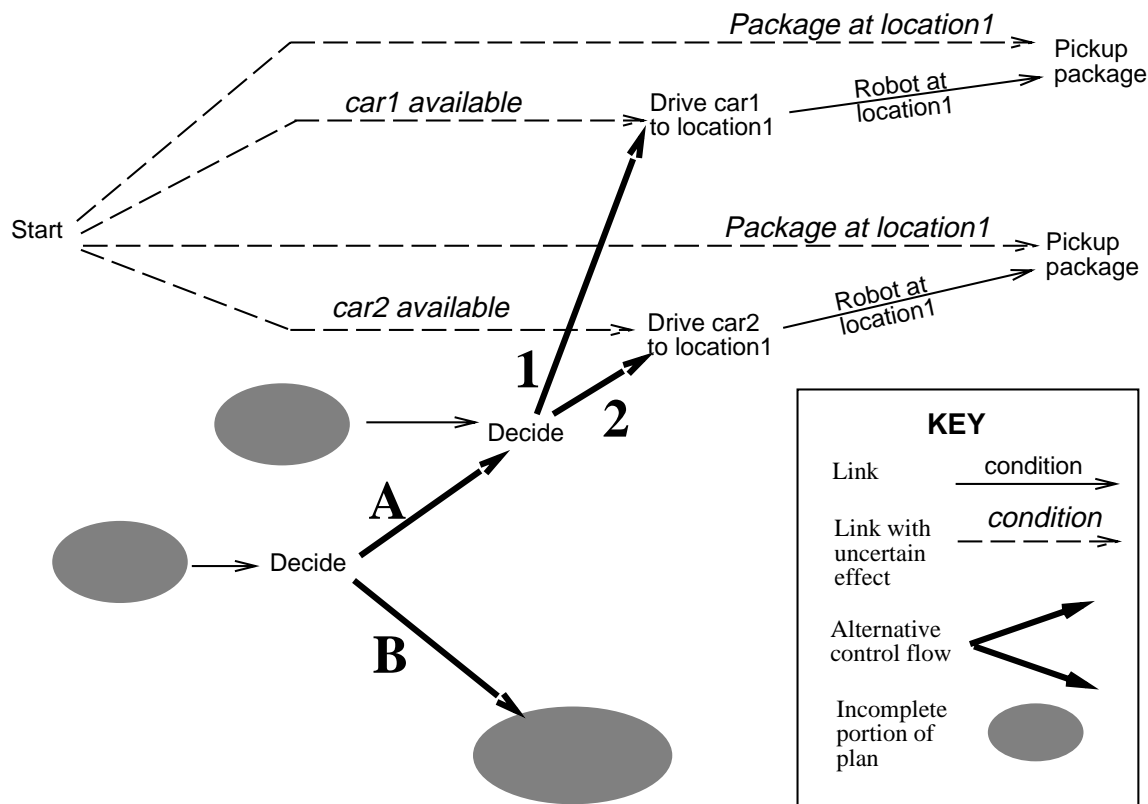 Package at location1
Pickup
package
car1 available
Drive car1
to location1
Robot at
location1
Start
Package at location1
Pickup
package
car2 available
Drive car2
to location1
Robot at
location1
1
2
Decide
A
Decide
B
KEY
Link
condition
Link with
uncertain
effect
condition
Alternative
control flow
Incomplete
portion of
plan